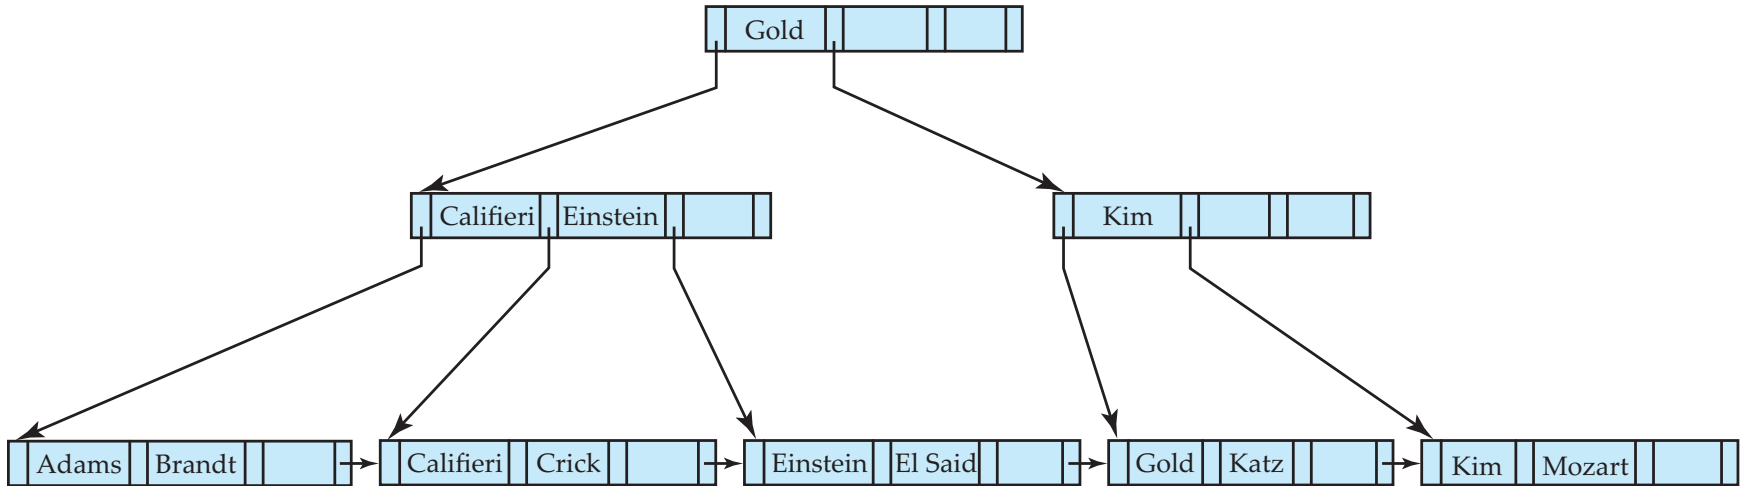 Gold
Califieri Einstein
Kim
Adams Brandt
Califieri Crick
Einstein El Said
Gold Katz
Kim Mozart